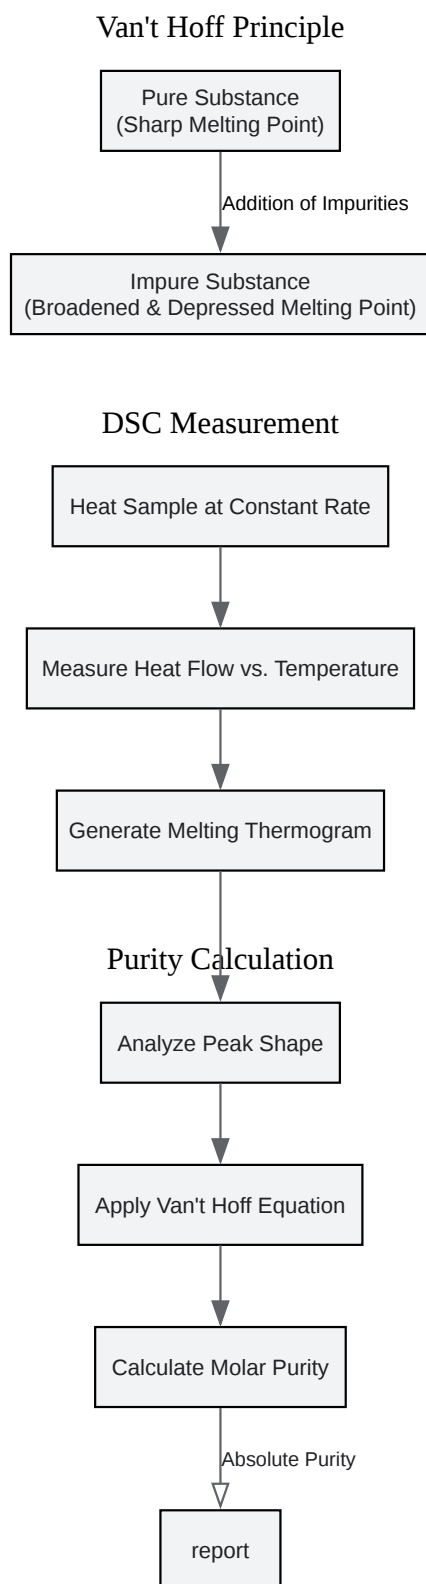 Van't Hoff Principle
Pure Substance
(Sharp Melting Point)
Addition of Impurities
Impure Substance
(Broadened & Depressed Melting Point)
DSC Measurement
Heat Sample at Constant Rate
Measure Heat Flow vs. Temperature
Generate Melting Thermogram
Purity Calculation
Analyze Peak Shape
Apply Van't Hoff Equation
Calculate Molar Purity
Absolute Purity
report